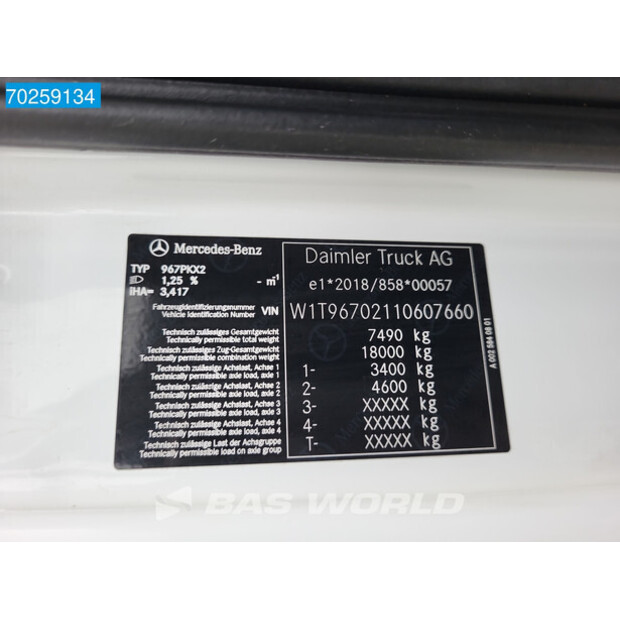 70259134
Mercedes-Benz
TYP 967PKX2
1,25 % - m⁻¹
iHA= 3,417
Fahrzeugidentifizierungsnummer
Vehicle Identification Number VIN
Technisch zulässiges Gesamtgewicht
Technically permissible total weight
Technisch zulässiges Zug-Gesamtgewicht
Technically permissible combination weight
Technisch zulässige Achslast, Achse 1
Technically permissible axle load, axle 1
Technisch zulässige Achslast, Achse 2
Technically permissible axle load, axle 2
Technisch zulässige Achslast, Achse 3
Technically permissible axle load, axle 3
Technisch zulässige Achslast, Achse 4
Technically permissible axle load, axle 4
Technisch zulässige Last der Achsgruppe
Technically permissible load on axle group
Daimler Truck AG
e1*2018/858*00057
W1T96702110607660
7490 kg
18000 kg
1- 3400 kg
2- 4600 kg
3- XXXXX kg
4- XXXXX kg
T- XXXXX kg
A 002 584 08 01
BAS WORLD